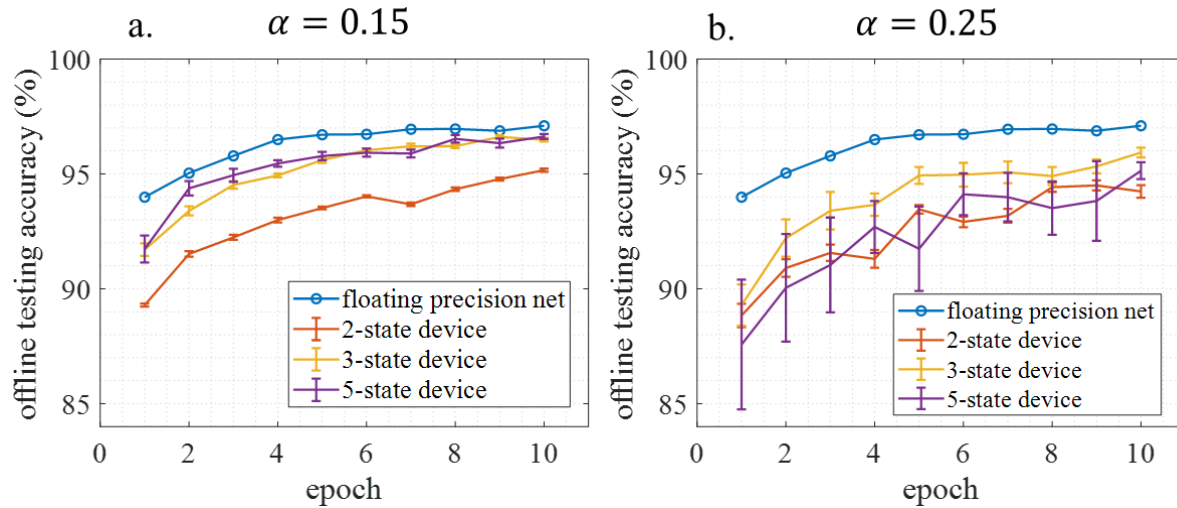 a.
α = 0.15
100
95
90
85
0
2
4
6
8
10
offline testing accuracy (%)
epoch
floating precision net
2-state device
3-state device
5-state device
b.
α = 0.25
100
95
90
85
0
2
4
6
8
10
offline testing accuracy (%)
epoch
floating precision net
2-state device
3-state device
5-state device